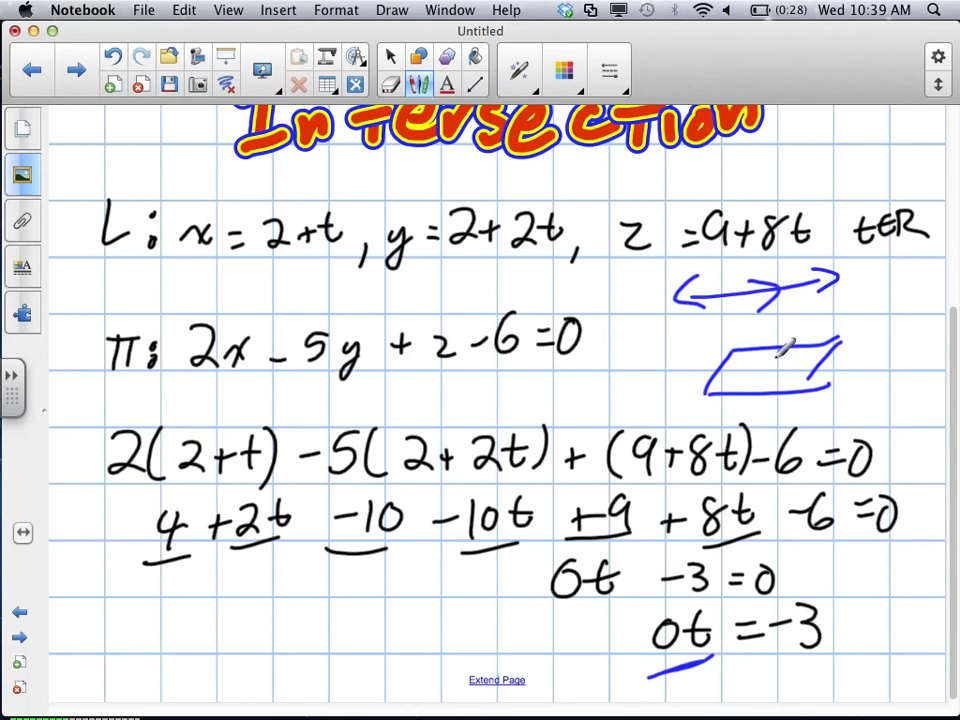 Notebook File Edit View Insert Format Draw Window Help (0:28) Wed 10:39 AM
Untitled
Intersection
L: x = 2+t, y = 2+2t, z = 9+8t t∈R
π: 2x - 5y + z - 6 = 0
2(2+t) - 5(2+2t) + (9+8t) - 6 = 0
4 + 2t - 10 - 10t + 9 + 8t - 6 = 0
0t - 3 = 0
0t = -3
Extend Page